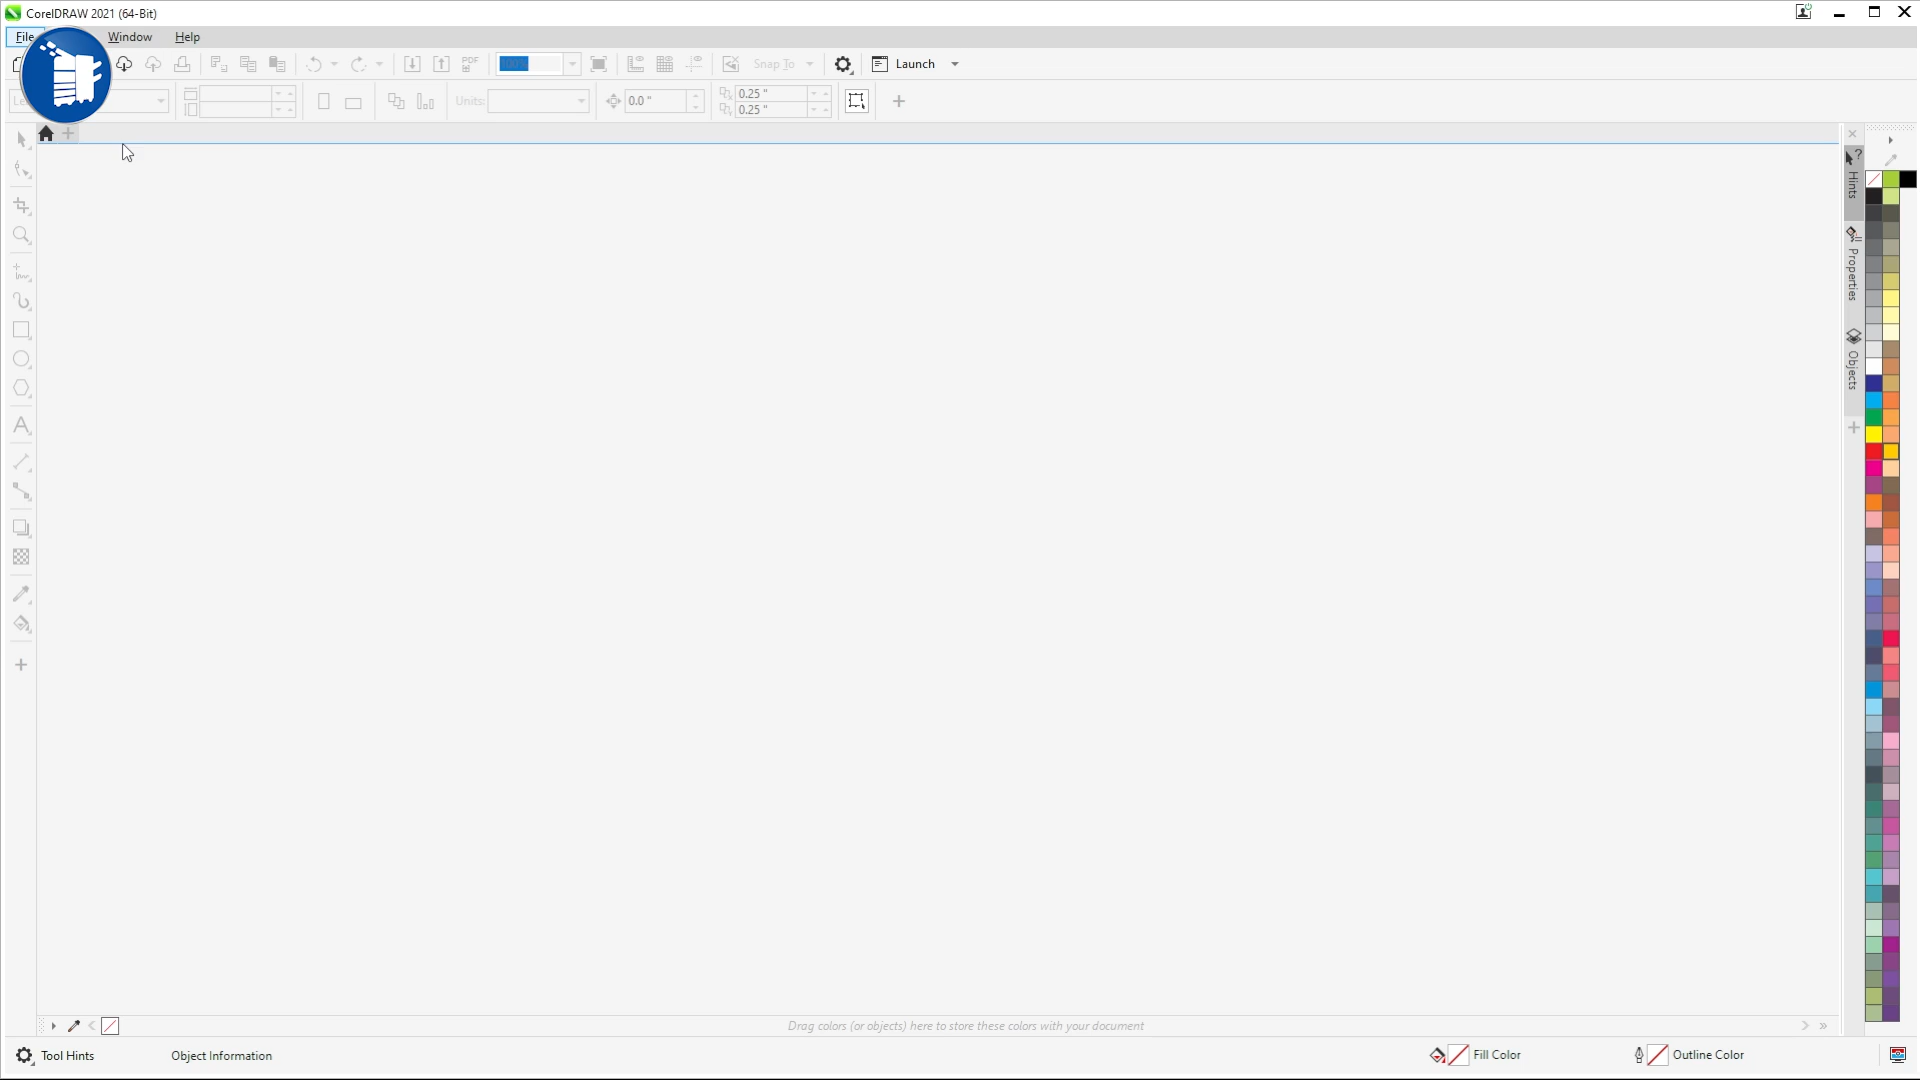 CorelDRAW 2021 (64-Bit)
File
Window
Help
PDF
100%
Snap To
Launch
Units:
0.0 "
0.25 "
0.25 "
Hints
Properties
Objects
Drag colors (or objects) here to store these colors with your document
Tool Hints
Object Information
Fill Color
Outline Color